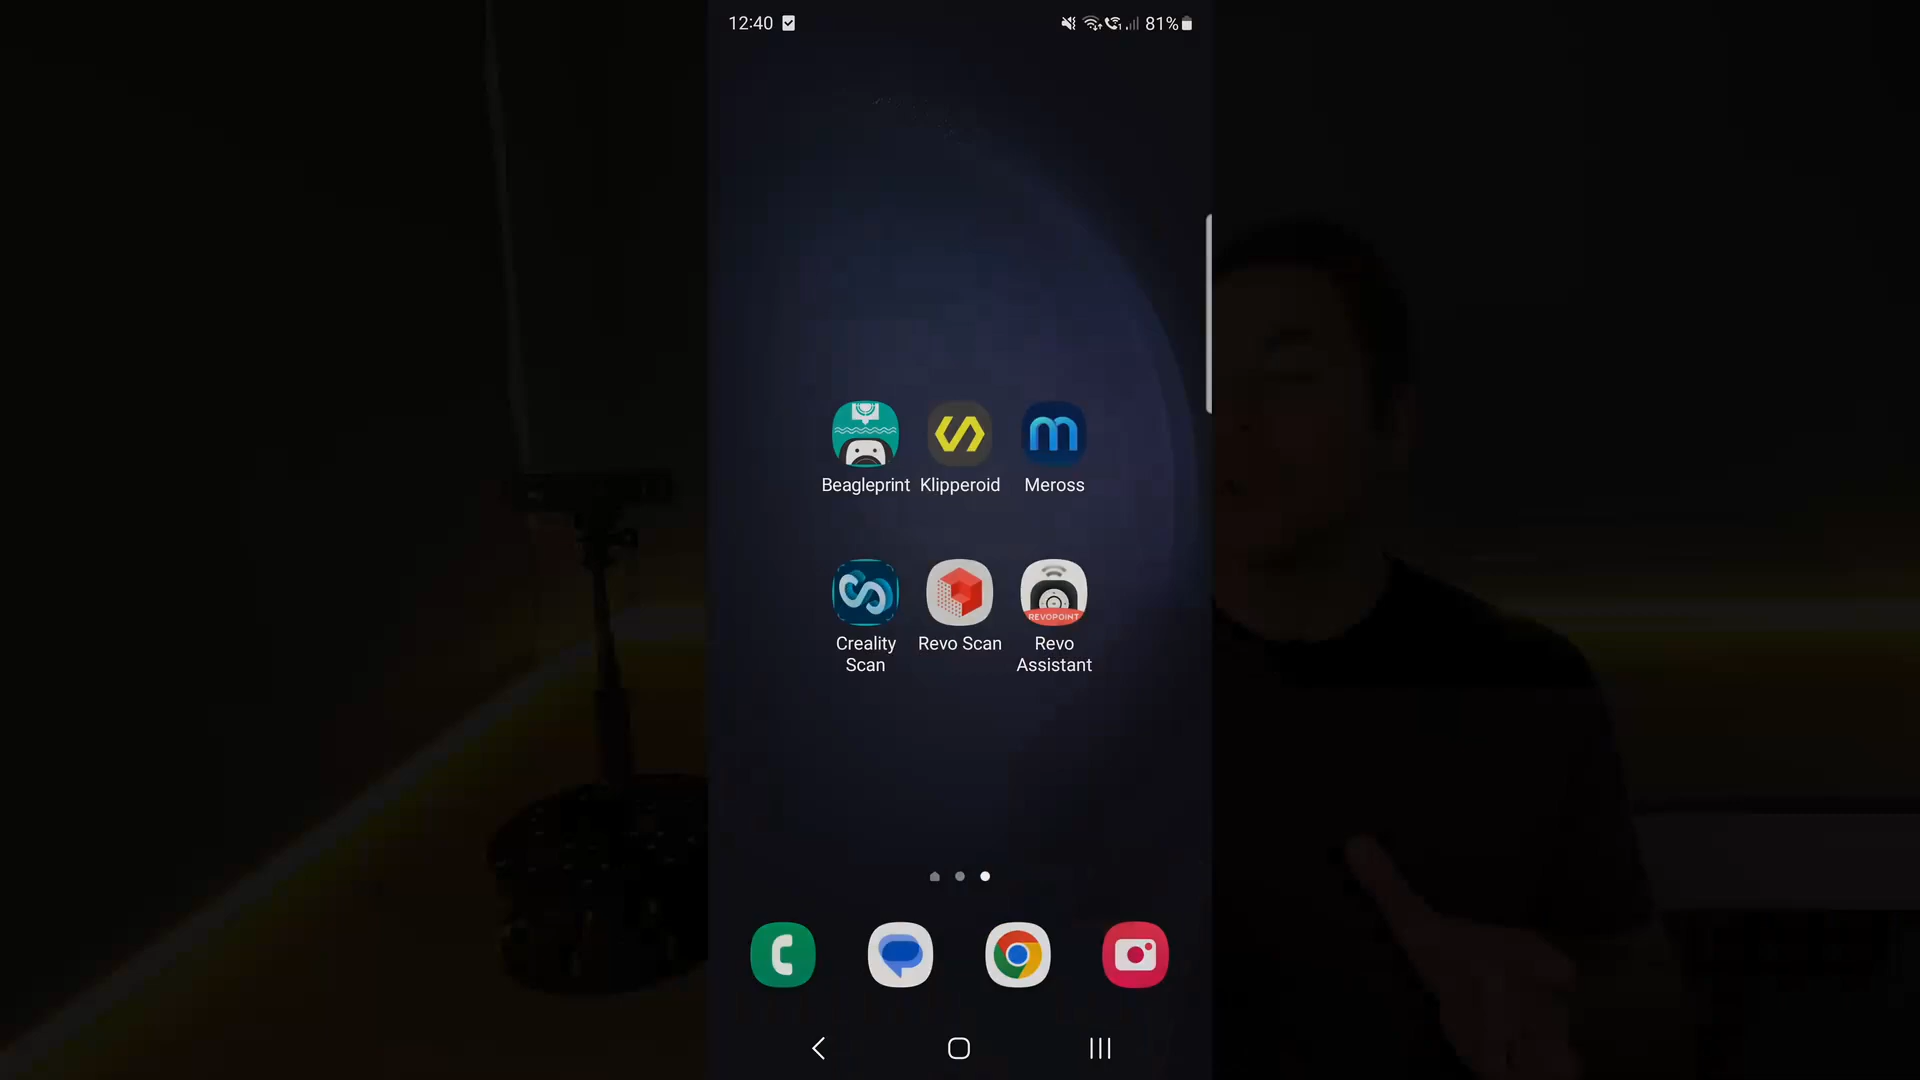 12:40
81%
Beagleprint Klipperoid Meross
REVOPOINT
Creality Scan
Revo Scan
Revo Assistant